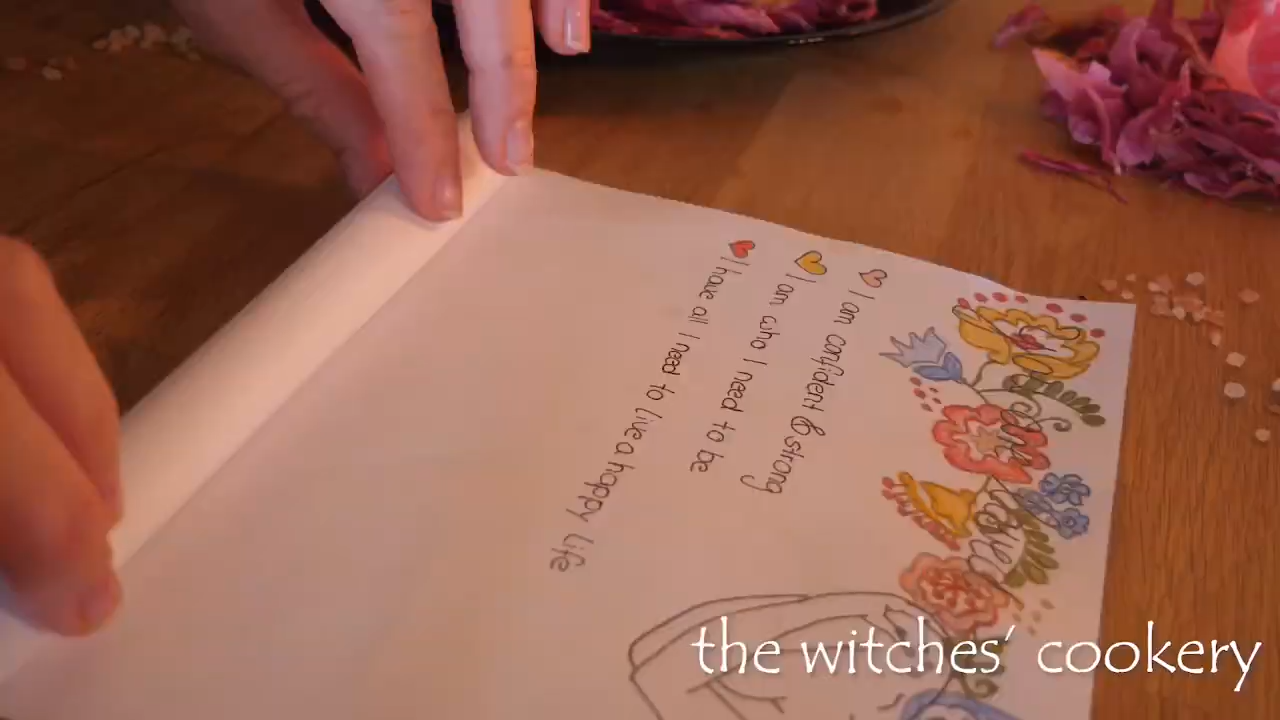 I am confident & strong
I am who I need to be
I have all I need to live a happy life
the witches' cookery